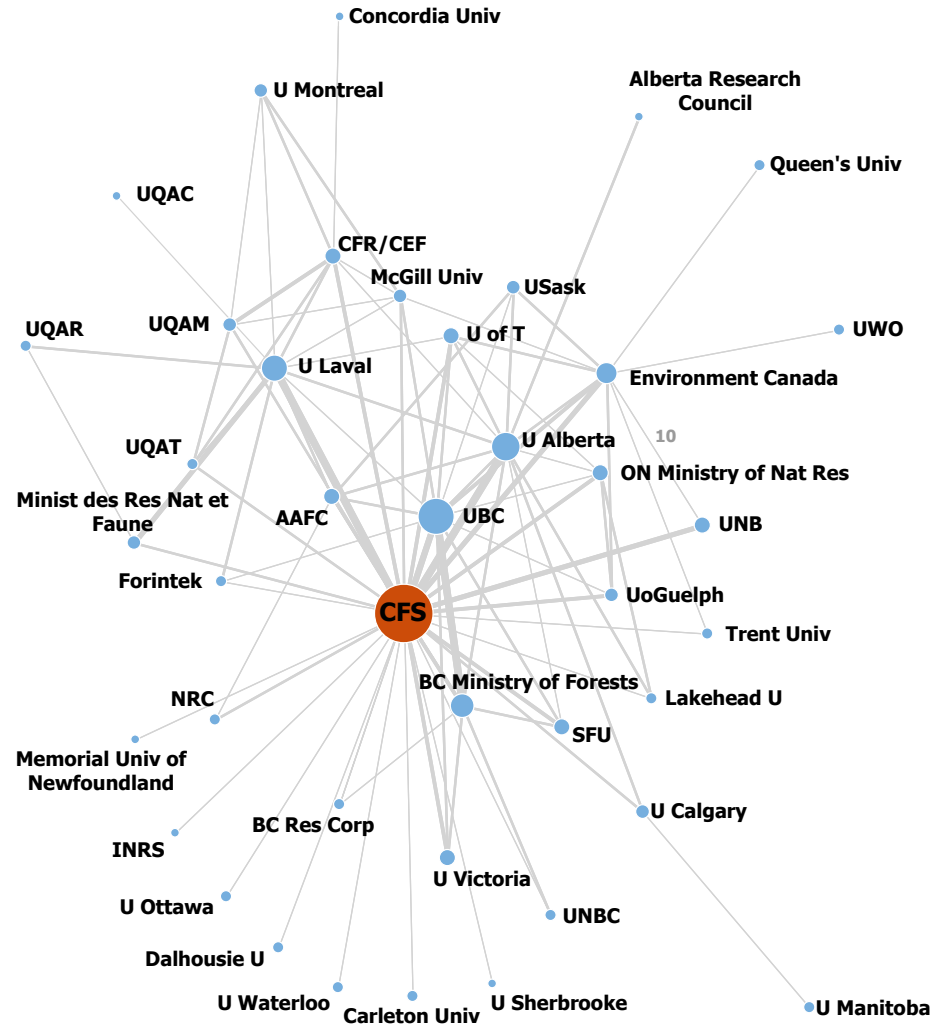 Concordia Univ
Alberta Research
Council
U Montreal
Queen's Univ
UQAC
CFR/CEF
McGill Univ
USask
UQAM
U of T
UQAR
UWO
U Laval
Environment Canada
U Alberta
10
UQAT
ON Ministry of Nat Res
Minist des Res Nat et
Faune
AAFC
UBC
UNB
Forintek
UoGuelph
CFS
Trent Univ
BC Ministry of Forests
NRC
Lakehead U
SFU
Memorial Univ of
Newfoundland
U Calgary
BC Res Corp
INRS
U Victoria
U Ottawa
UNBC
Dalhousie U
U Waterloo
U Sherbrooke
Carleton Univ
U Manitoba